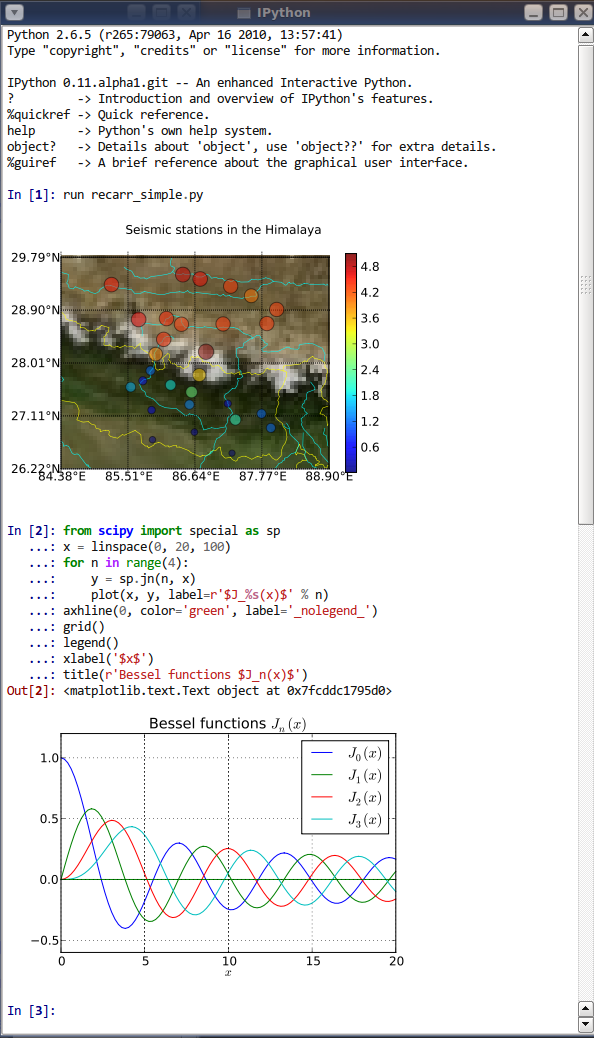 IPython
Python 2.6.5 (r265:79063, Apr 16 2010, 13:57:41)
Type "copyright", "credits" or "license" for more information.
IPython 0.11.alpha1.git -- An enhanced Interactive Python.
?         -> Introduction and overview of IPython's features.
%quickref -> Quick reference.
help      -> Python's own help system.
object?   -> Details about 'object', use 'object??' for extra details.
%guiref   -> A brief reference about the graphical user interface.
In [1]: run recarr_simple.py
Seismic stations in the Himalaya
29.79°N
28.90°N
28.01°N
27.11°N
26.22°N
84.38°E 85.51°E 86.64°E 87.77°E 88.90°E
4.8
4.2
3.6
3.0
2.4
1.8
1.2
0.6
In [2]: from scipy import special as sp
   ...: x = linspace(0, 20, 100)
   ...: for n in range(4):
   ...:     y = sp.jn(n, x)
   ...:     plot(x, y, label=r'$J_%s(x)$' % n)
   ...: axhline(0, color='green', label='_nolegend_')
   ...: grid()
   ...: legend()
   ...: xlabel('$x$')
   ...: title(r'Bessel functions $J_n(x)$')
Out[2]: <matplotlib.text.Text object at 0x7fcddc1795d0>
Bessel functions Jn(x)
J0(x)
J1(x)
J2(x)
J3(x)
1.0
0.5
0.0
−0.5
0 5 10 15 20
x
In [3]: